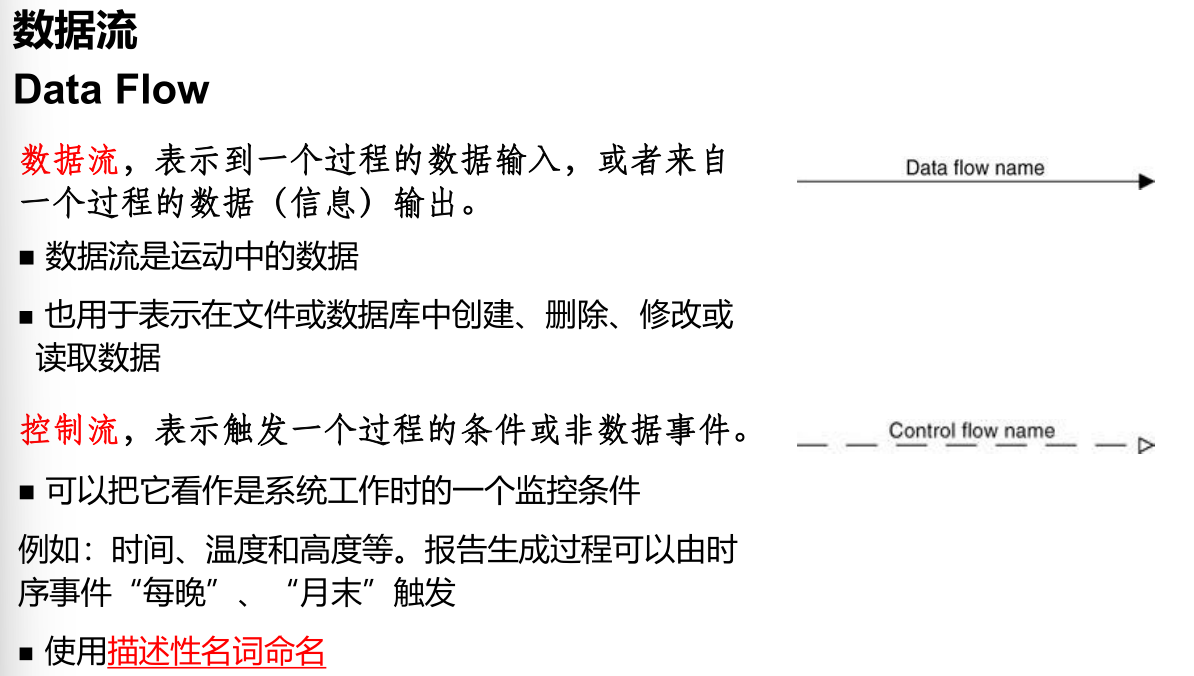 数据流
Data Flow
数据流，表示到一个过程的数据输入，或者来自
一个过程的数据（信息）输出。
■ 数据流是运动中的数据
■ 也用于表示在文件或数据库中创建、删除、修改或
读取数据
控制流，表示触发一个过程的条件或非数据事件。
■ 可以把它看作是系统工作时的一个监控条件
例如：时间、温度和高度等。报告生成过程可以由时
序事件“每晚”、“月末”触发
■ 使用描述性名词命名
Data flow name
Control flow name